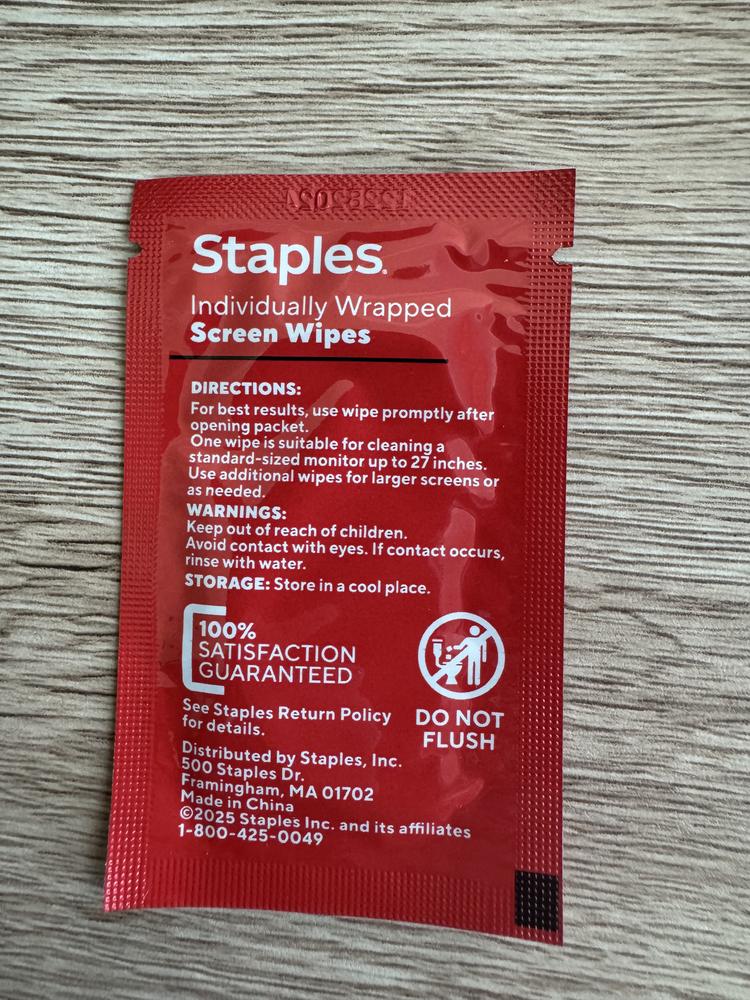 Staples.
Individually Wrapped
Screen Wipes
DIRECTIONS:
For best results, use wipe promptly after
opening packet.
One wipe is suitable for cleaning a
standard-sized monitor up to 27 inches.
Use additional wipes for larger screens or
as needed.
WARNINGS:
Keep out of reach of children.
Avoid contact with eyes. If contact occurs,
rinse with water.
STORAGE: Store in a cool place.
100%
SATISFACTION
GUARANTEED
See Staples Return Policy
for details.
DO NOT
FLUSH
Distributed by Staples, Inc.
500 Staples Dr.
Framingham, MA 01702
Made in China
©2025 Staples Inc. and its affiliates
1-800-425-0049